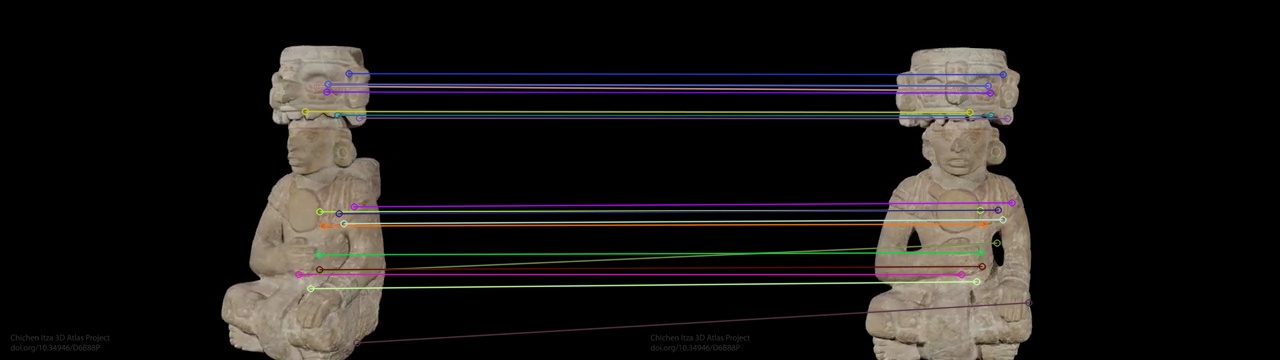 Chichen Itza 3D Atlas Project
doi.org/10.34946/D6B88P
Chichen Itza 3D Atlas Project
doi.org/10.34946/D6B88P